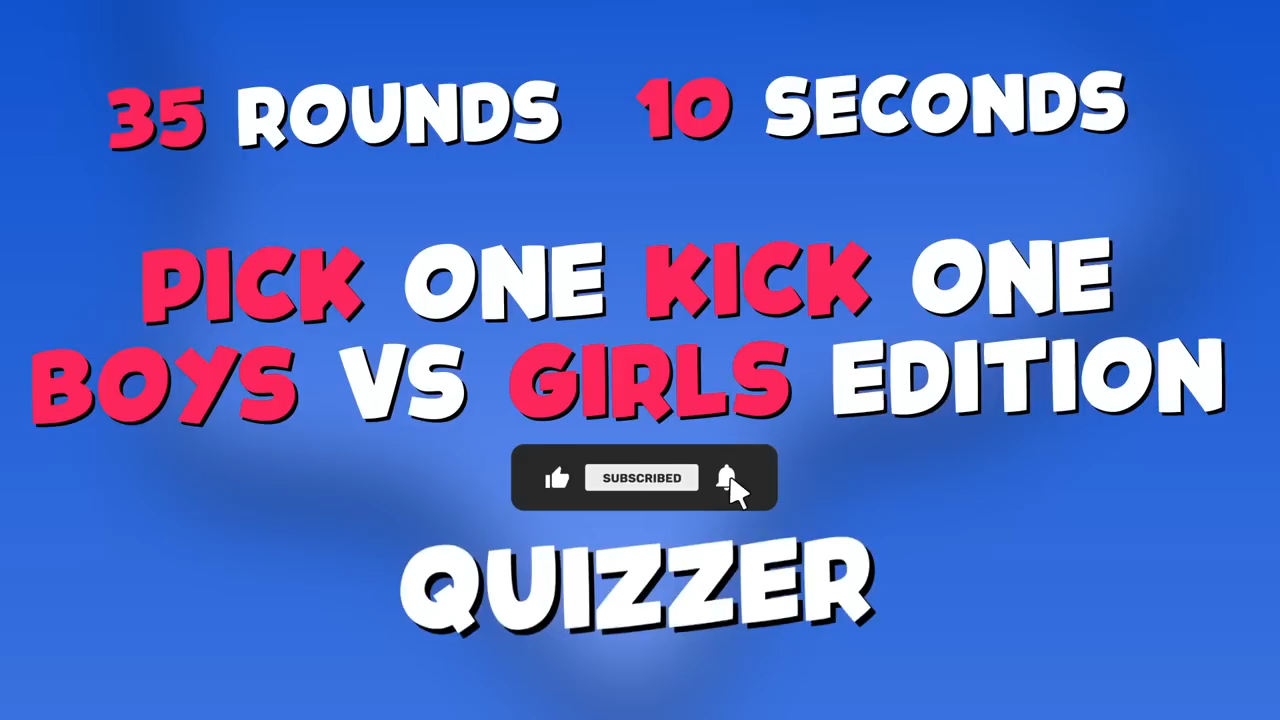 35 ROUNDS 10 SECONDS
PICK ONE KICK ONE
BOYS VS GIRLS EDITION
SUBSCRIBED
QUIZZER